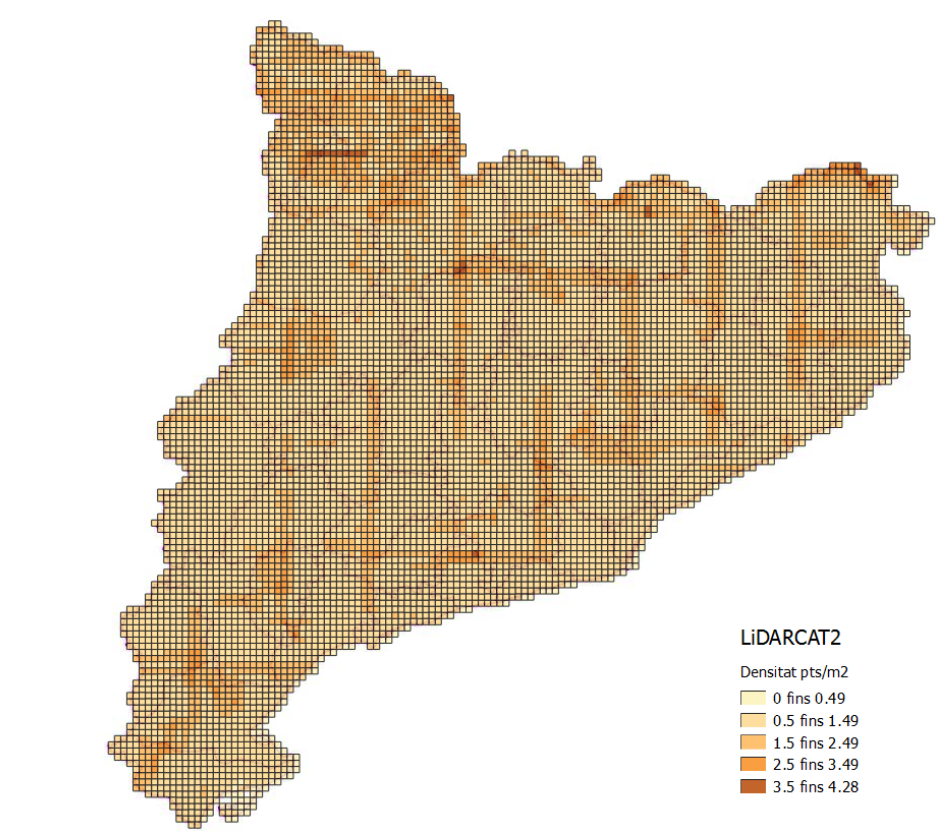 LiDARCAT2
Densitat pts/m2
0 fins 0.49
0.5 fins 1.49
1.5 fins 2.49
2.5 fins 3.49
3.5 fins 4.28